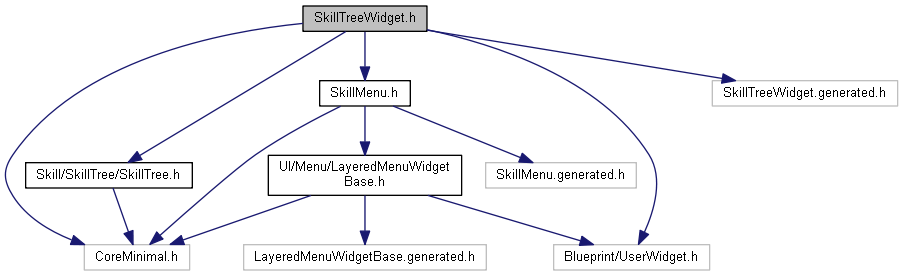 SkillTreeWidget.h
SkillMenu.h
SkillTreeWidget.generated.h
Skill/SkillTree/SkillTree.h
UI/Menu/LayeredMenuWidget
Base.h
SkillMenu.generated.h
CoreMinimal.h
LayeredMenuWidgetBase.generated.h
Blueprint/UserWidget.h